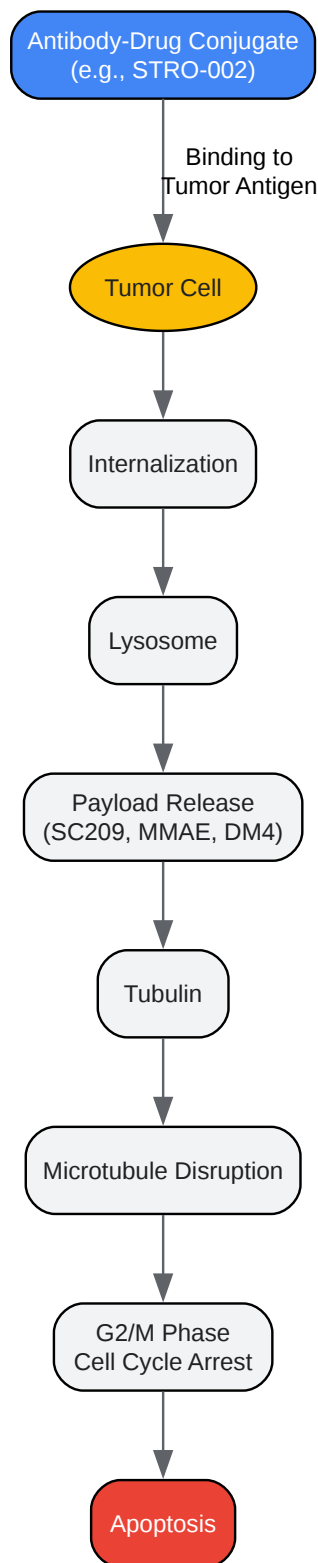 Antibody-Drug Conjugate
(e.g., STRO-002)
Binding to
Tumor Antigen
Tumor Cell
Internalization
Lysosome
Payload Release
(SC209, MMAE, DM4)
Tubulin
Microtubule Disruption
G2/M Phase
Cell Cycle Arrest
Apoptosis